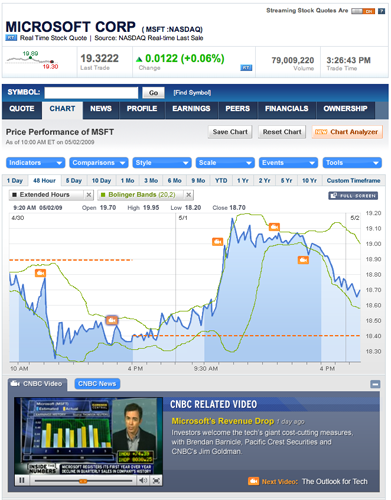 Streaming Stock Quotes Are ON ?
MICROSOFT CORP ( MSFT :NASDAQ)
RT Real Time Stock Quote | Source: NASDAQ Real-time Last Sale
19.89
19.30
19.3222
Last Trade
0.0122 (+0.06%)
Change
RT
79,009,220
Volume
3:26:43 PM
Trade Time
SYMBOL: Go [Find Symbol]
QUOTE CHART NEWS PROFILE EARNINGS PEERS FINANCIALS OWNERSHIP
Price Performance of MSFT
As of 10:00 AM ET on 05/02/2009
Save Chart Reset Chart NEW Chart Analyzer
Indicators Comparisons Style Scale Events Tools
1 Day 48 Hour 5 Day 1 Mo 3 Mo 6 Mo YTD 1 Yr 2 Yr 5 Yr 10 Yr Custom Timeframe
Extended Hours X Bolinger Bands (20,2) X FULL-SCREEN
9:20 AM 05/02/09 Open 19.70 High 19.95 Low 18.20 Close 18.70
4/30 5/1 5/2
19.20
19.10
19.00
18.90
18.80
18.70
18.60
18.50
18.40
18.30
10 AM 4 PM 9:30 AM 4 PM
CNBC Video CNBC News
Microsoft (MSFT)
Estimated Actual
INSIDE THE NUMBERS
MICROSOFT REGISTERS ITS FIRST YEAR OVER YEAR
DECLINE IN QUARTERLY SALES IN COMPANY'S HISTORY
CNBC RELATED VIDEO
Microsoft's Revenue Drop 1 day ago
Investors welcome the tech's giant cost-cutting measures,
with Brendan Barnicle, Pacific Crest Securities and
CNBC's Jim Goldman.
Next Video: The Outlook for Tech